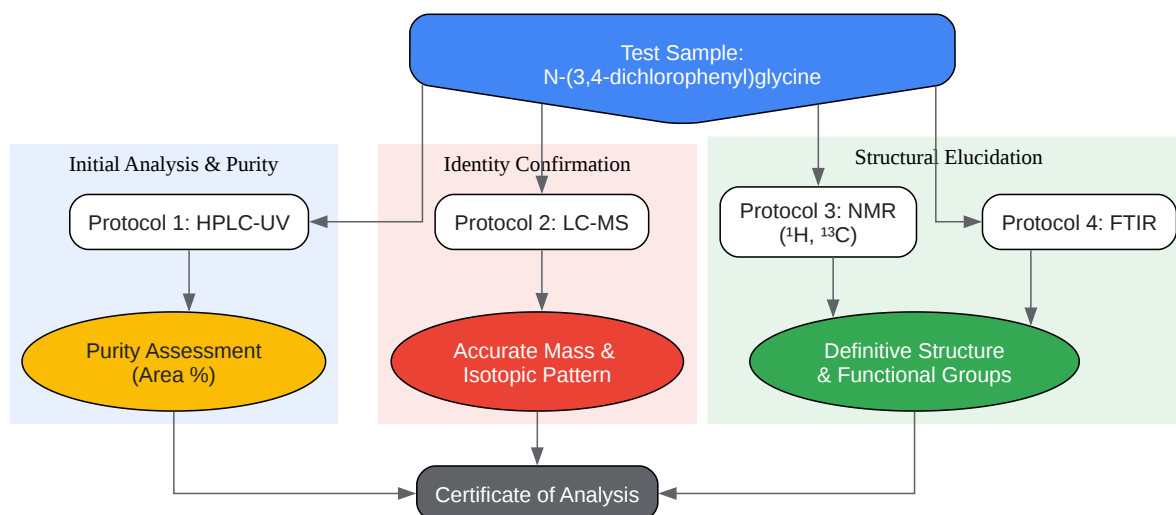 Test Sample:
N-(3,4-dichlorophenyl)glycine
Initial Analysis & Purity
Identity Confirmation
Structural Elucidation
Protocol 1: HPLC-UV
Protocol 2: LC-MS
Protocol 3: NMR
(¹H, ¹³C)
Protocol 4: FTIR
Purity Assessment
(Area %)
Accurate Mass &
Isotopic Pattern
Definitive Structure
& Functional Groups
Certificate of Analysis